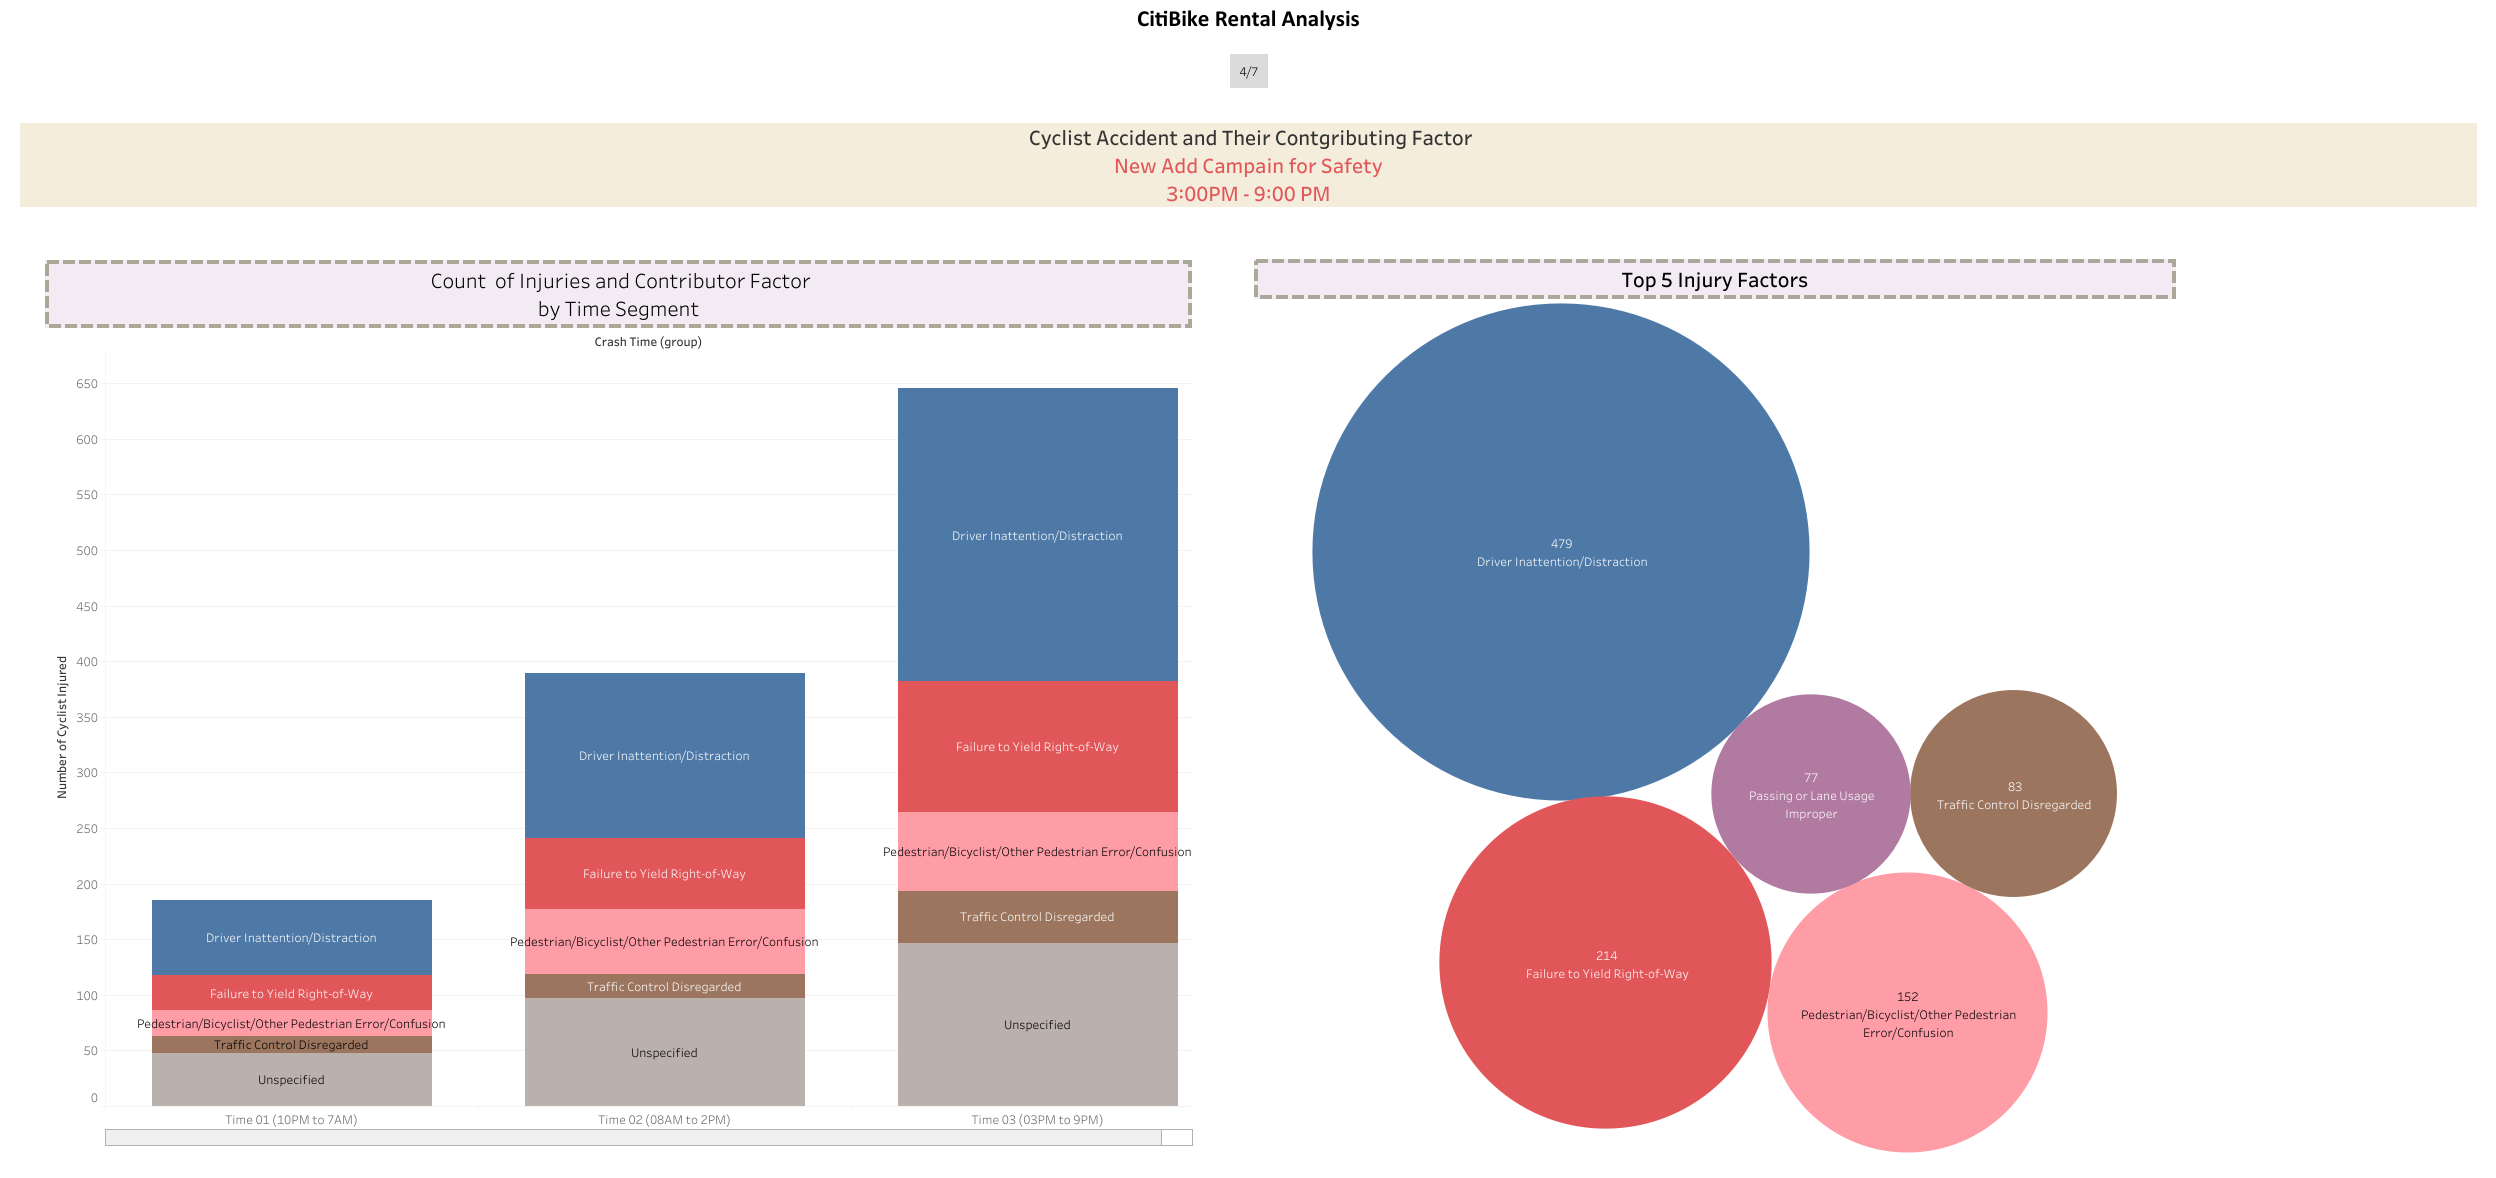 CitiBike Rental Analysis
4/7
Cyclist Accident and Their Contgributing Factor
New Add Campain for Safety
3:00PM - 9:00 PM
Count  of Injuries and Contributor Factor
by Time Segment
Crash Time (group)
Number of Cyclist Injured
650
600
550
500
450
400
350
300
250
200
150
100
50
0
Driver Inattention/Distraction
Failure to Yield Right-of-Way
Pedestrian/Bicyclist/Other Pedestrian Error/Confusion
Traffic Control Disregarded
Unspecified
Time 01 (10PM to 7AM)
Driver Inattention/Distraction
Failure to Yield Right-of-Way
Pedestrian/Bicyclist/Other Pedestrian Error/Confusion
Traffic Control Disregarded
Unspecified
Time 02 (08AM to 2PM)
Driver Inattention/Distraction
Failure to Yield Right-of-Way
Pedestrian/Bicyclist/Other Pedestrian Error/Confusion
Traffic Control Disregarded
Unspecified
Time 03 (03PM to 9PM)
Top 5 Injury Factors
479
Driver Inattention/Distraction
77
Passing or Lane Usage
Improper
83
Traffic Control Disregarded
214
Failure to Yield Right-of-Way
152
Pedestrian/Bicyclist/Other Pedestrian
Error/Confusion